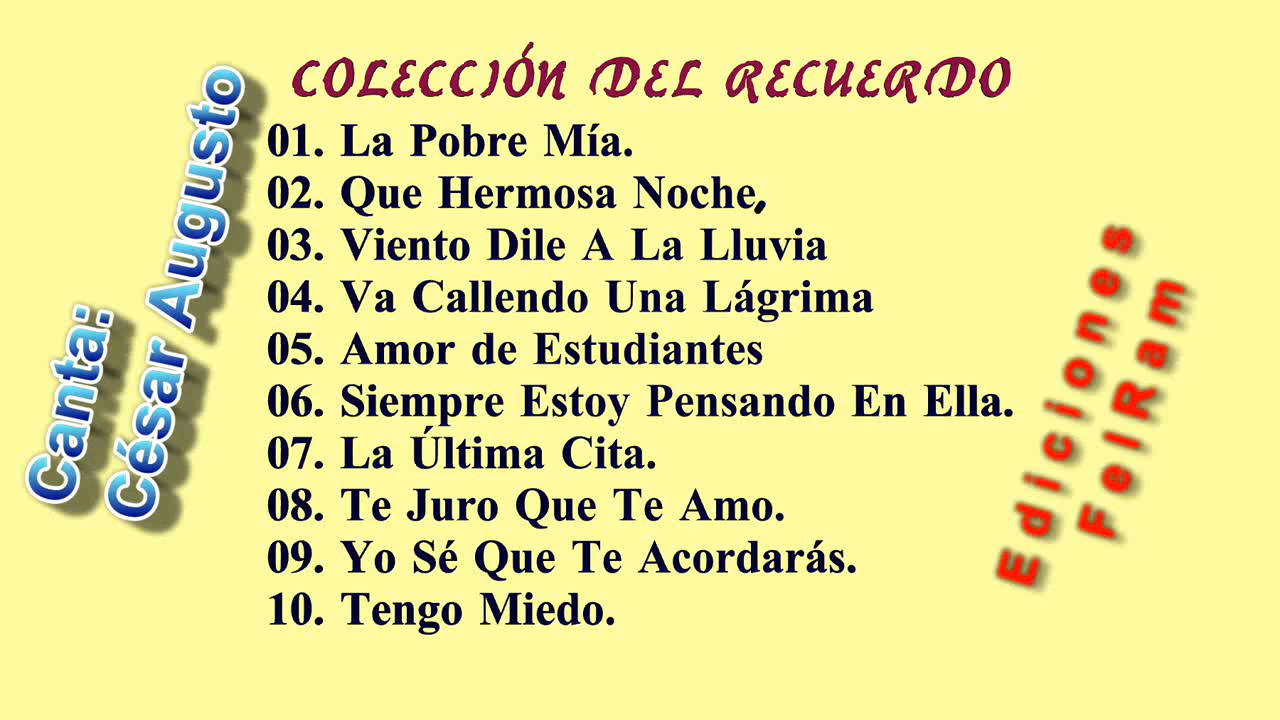 COLECCIÓN DEL RECUERDO
Canta:
César Augusto
01. La Pobre Mía.
02. Que Hermosa Noche,
03. Viento Dile A La Lluvia
04. Va Callendo Una Lágrima
05. Amor de Estudiantes
06. Siempre Estoy Pensando En Ella.
07. La Última Cita.
08. Te Juro Que Te Amo.
09. Yo Sé Que Te Acordarás.
10. Tengo Miedo.
Ediciones
FelRam